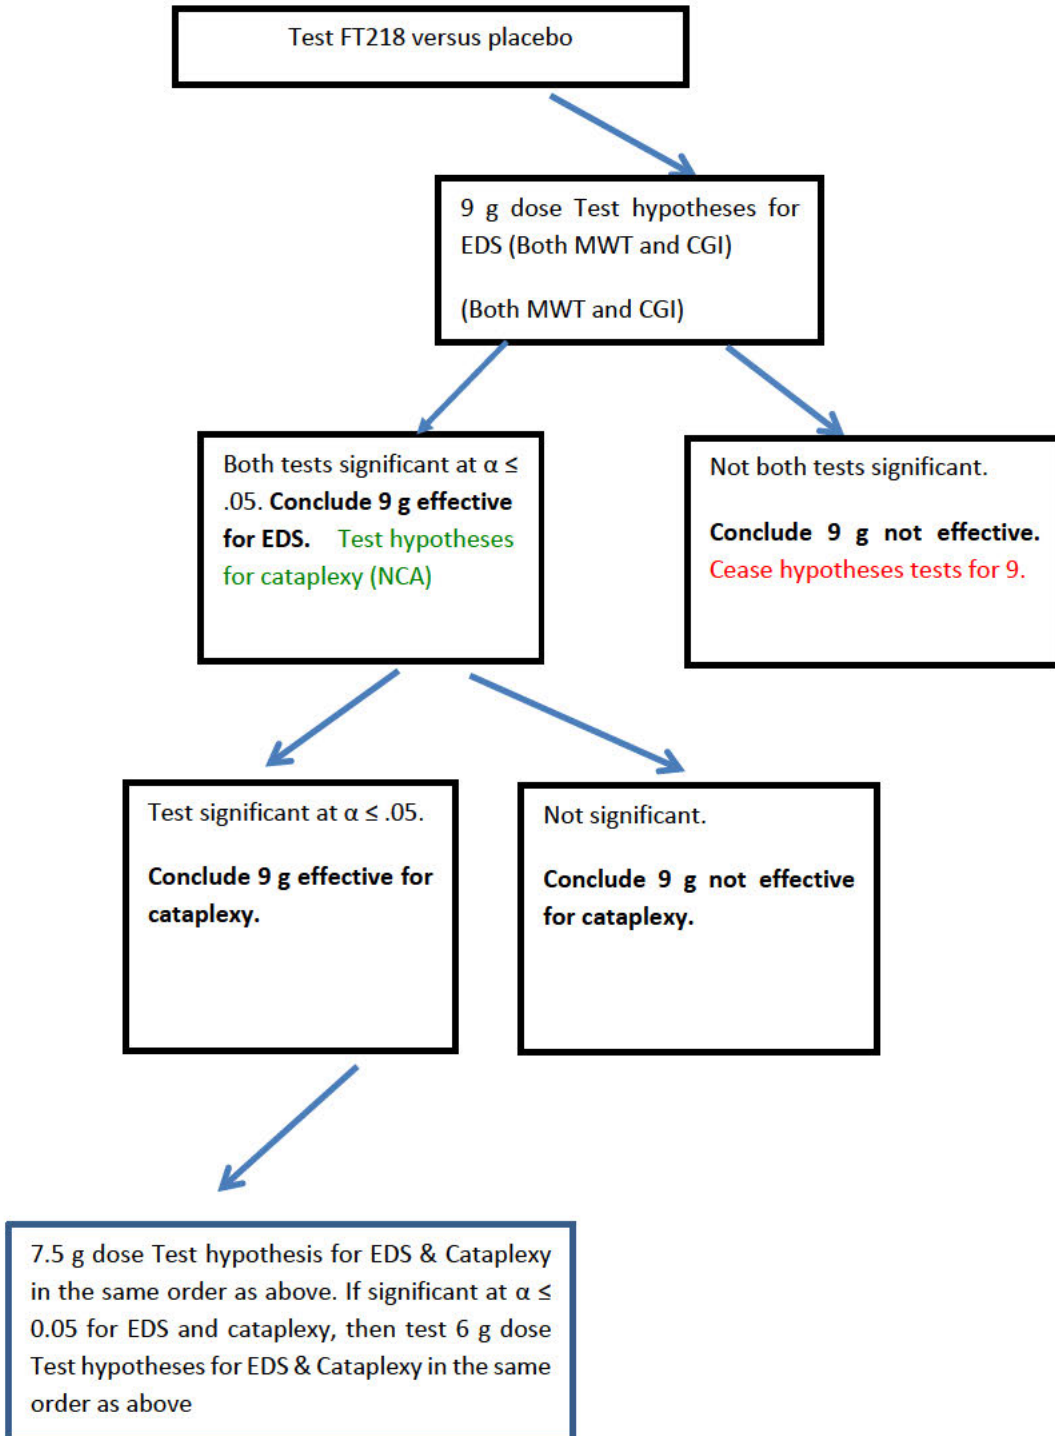 Test FT218 versus placebo
9 g dose Test hypotheses for
EDS (Both MWT and CGI)
(Both MWT and CGI)
Both tests significant at α ≤
.05. Conclude 9 g effective
for EDS. Test hypotheses
for cataplexy (NCA)
Not both tests significant.
Conclude 9 g not effective.
Cease hypotheses tests for 9.
Test significant at α ≤ .05.
Conclude 9 g effective for
cataplexy.
Not significant.
Conclude 9 g not effective
for cataplexy.
7.5 g dose Test hypothesis for EDS & Cataplexy
in the same order as above. If significant at α ≤
0.05 for EDS and cataplexy, then test 6 g dose
Test hypotheses for EDS & Cataplexy in the same
order as above